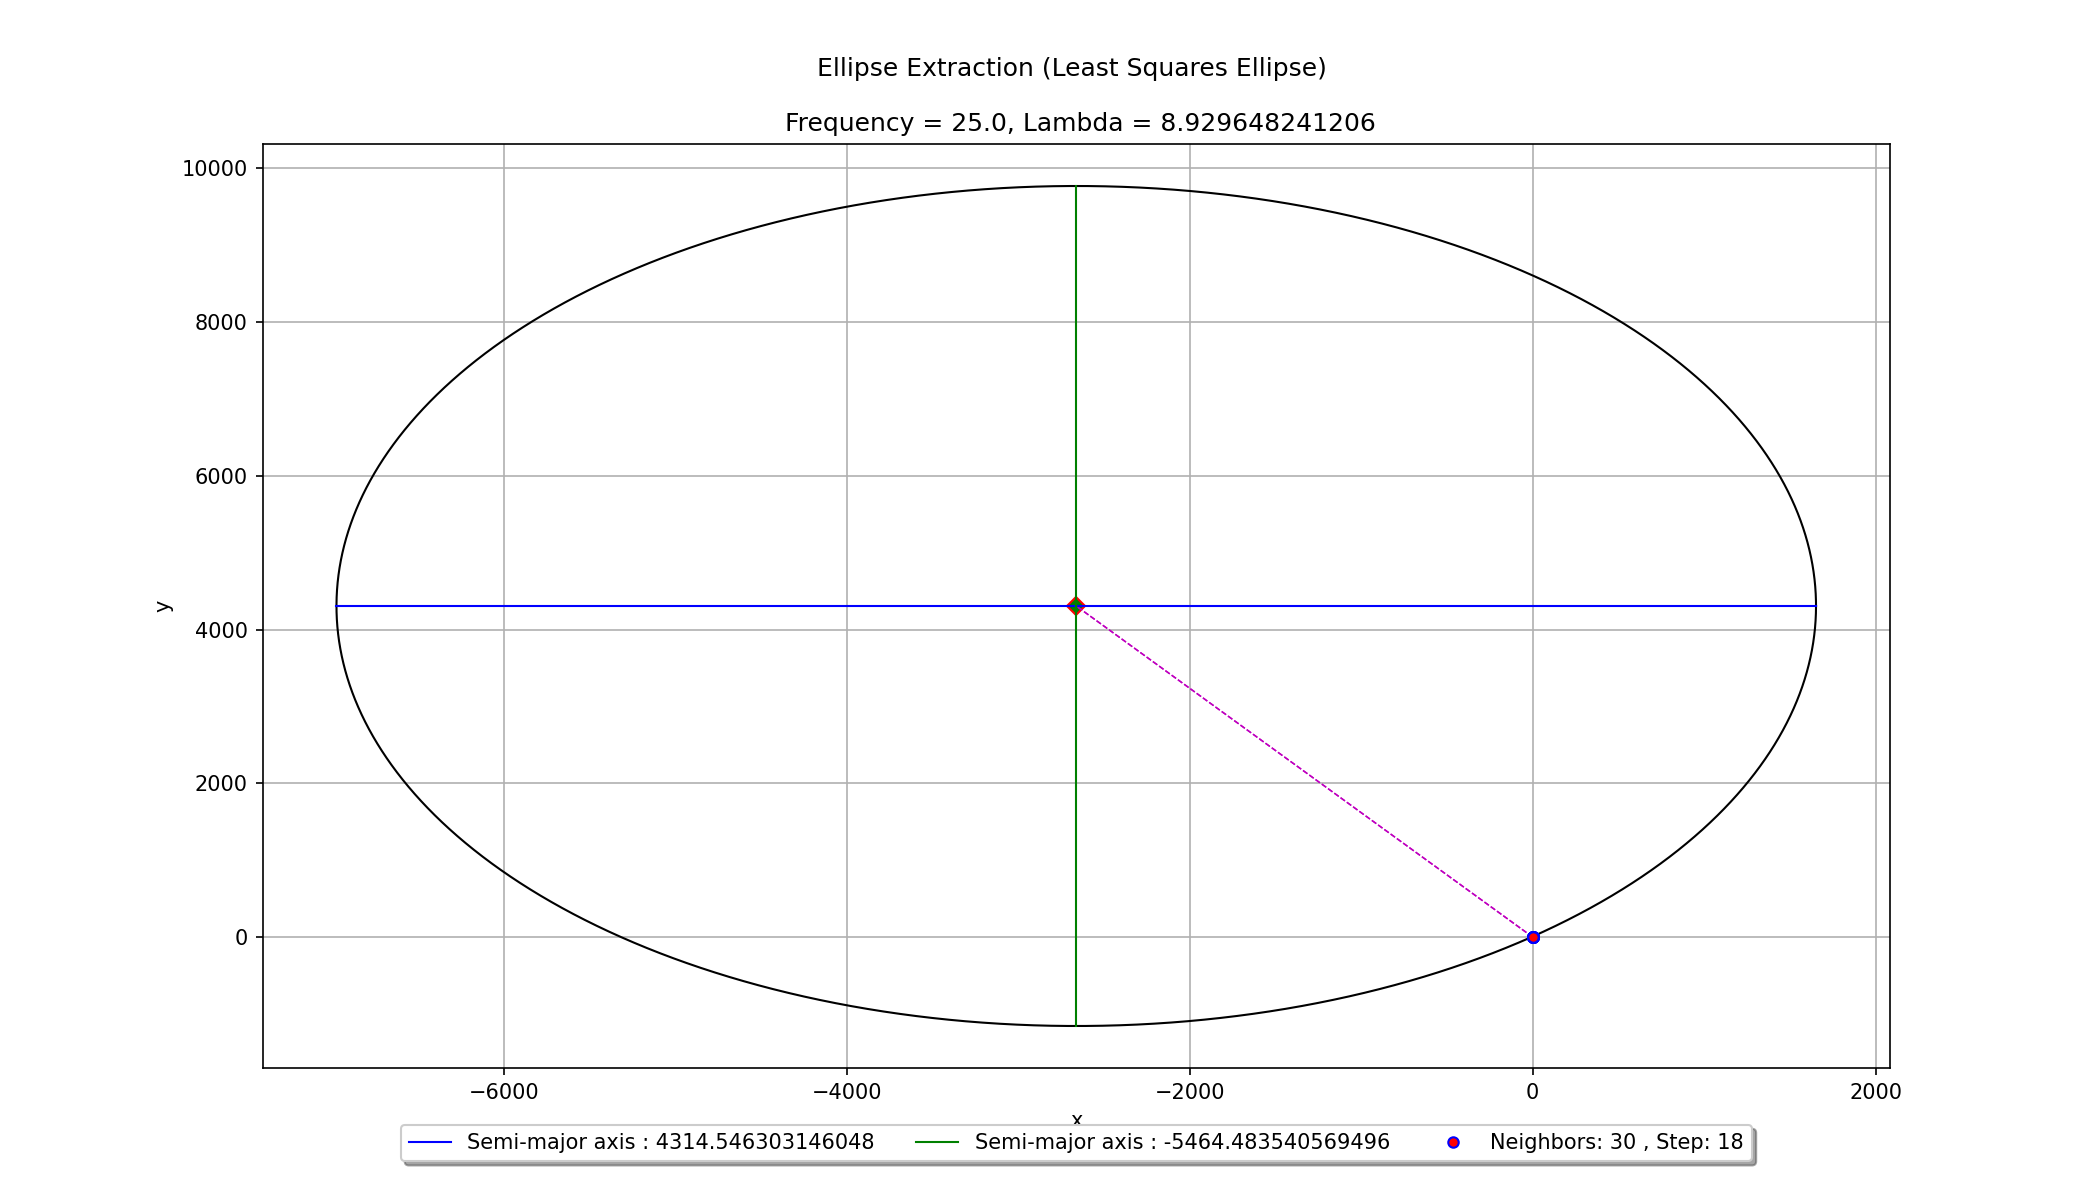 Ellipse Extraction (Least Squares Ellipse)
Frequency = 25.0, Lambda = 8.929648241206
10000
8000
6000
4000
2000
0
y
−6000
−4000
−2000
0
2000
x
Semi-major axis : 4314.546303146048
Semi-major axis : -5464.483540569496
Neighbors: 30 , Step: 18